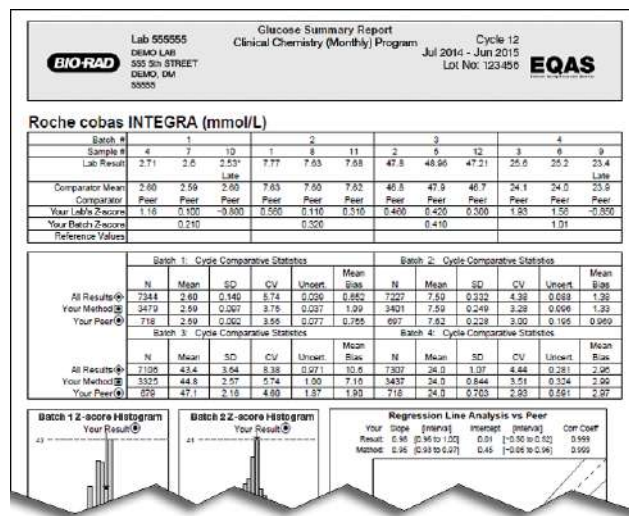 BIO-RAD
Lab 555555
DEMO LAB
555 5th STREET
DEMO, DM
55555
Glucose Summary Report
Clinical Chemistry (Monthly) Program
Cycle 12
Jul 2014 - Jun 2015
Lot No: 123456
EQAS
Roche cobas INTEGRA (mmol/L)
Batch # 1 2 3 4
Sample # 4 7 10 1 8 11 2 5 12 3 6 9
Lab Result 2.71 2.6 2.53* 7.77 7.63 7.68 47.8 48.96 47.21 25.6 25.2 23.4
Late Late
Comparator Mean 2.60 2.59 2.60 7.63 7.60 7.62 46.8 47.9 46.7 24.1 24.0 23.9
Comparator Peer Peer Peer Peer Peer Peer Peer Peer Peer Peer Peer Peer
Your Lab's Z-score 1.16 0.100 -0.800 0.560 0.110 0.310 0.460 0.420 0.300 1.93 1.56 -0.850
Your Batch Z-score 0.210 0.320 0.410 1.01
Reference Values
Batch 1: Cycle Comparative Statistics Batch 2: Cycle Comparative Statistics
N Mean SD CV Uncert. Mean Bias N Mean SD CV Uncert. Mean Bias
All Results 7344 2.60 0.149 5.74 0.039 0.652 7227 7.59 0.332 4.38 0.088 1.38
Your Method 3479 2.59 0.097 3.75 0.037 1.09 3401 7.59 0.249 3.28 0.096 1.33
Your Peer 718 2.59 0.092 3.56 0.077 0.765 697 7.62 0.228 3.00 0.195 0.969
Batch 3: Cycle Comparative Statistics Batch 4: Cycle Comparative Statistics
N Mean SD CV Uncert. Mean Bias N Mean SD CV Uncert. Mean Bias
All Results 7106 43.4 3.64 8.38 0.971 10.6 7307 24.0 1.07 4.44 0.281 2.96
Your Method 3325 44.8 2.57 5.74 1.00 7.16 3437 24.0 0.844 3.51 0.324 2.99
Your Peer 679 47.1 2.16 4.60 1.87 1.90 718 24.0 0.703 2.93 0.591 2.97
Batch 1 Z-score Histogram
Your Result
43
Batch 2 Z-score Histogram
Your Result
41
Regression Line Analysis vs Peer
Your Slope [Interval] Intercept [Interval] Corr Coeff
Result: 0.98 [0.96 to 1.00] 0.01 [-0.50 to 0.52] 0.999
Method: 0.95 [0.93 to 0.97] 0.45 [-0.06 to 0.96] 0.999